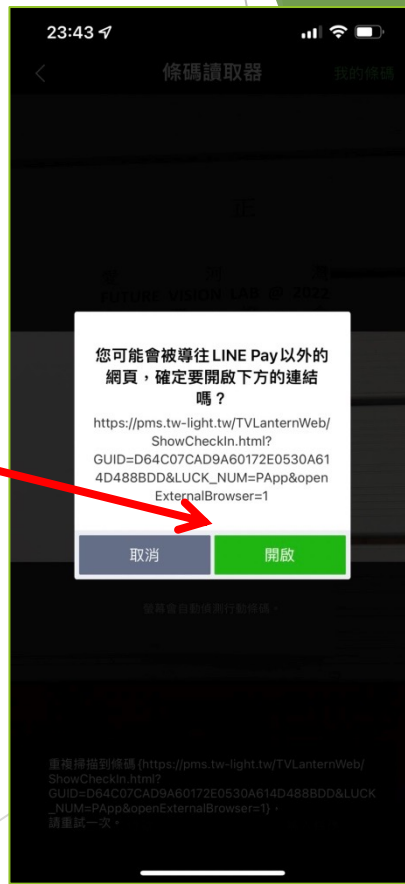 23:43
條碼讀取器
我的條碼
正
FUTURE VISION LAB @ 2022
您可能會被導往 LINE Pay 以外的
網頁，確定要開啟下方的連結
嗎？
https://pms.tw-light.tw/TVLanternWeb/
ShowCheckIn.html?
GUID=D64C07CAD9A60172E0530A61
4D488BDD&LUCK_NUM=PApp&open
ExternalBrowser=1
取消
開啟
螢幕會自動偵測行動條碼。
重複掃描到條碼{https://pms.tw-light.tw/TVLanternWeb/
ShowCheckIn.html?
GUID=D64C07CAD9A60172E0530A614D488BDD&LUCK
_NUM=PApp&openExternalBrowser=1}。
請重試一次。